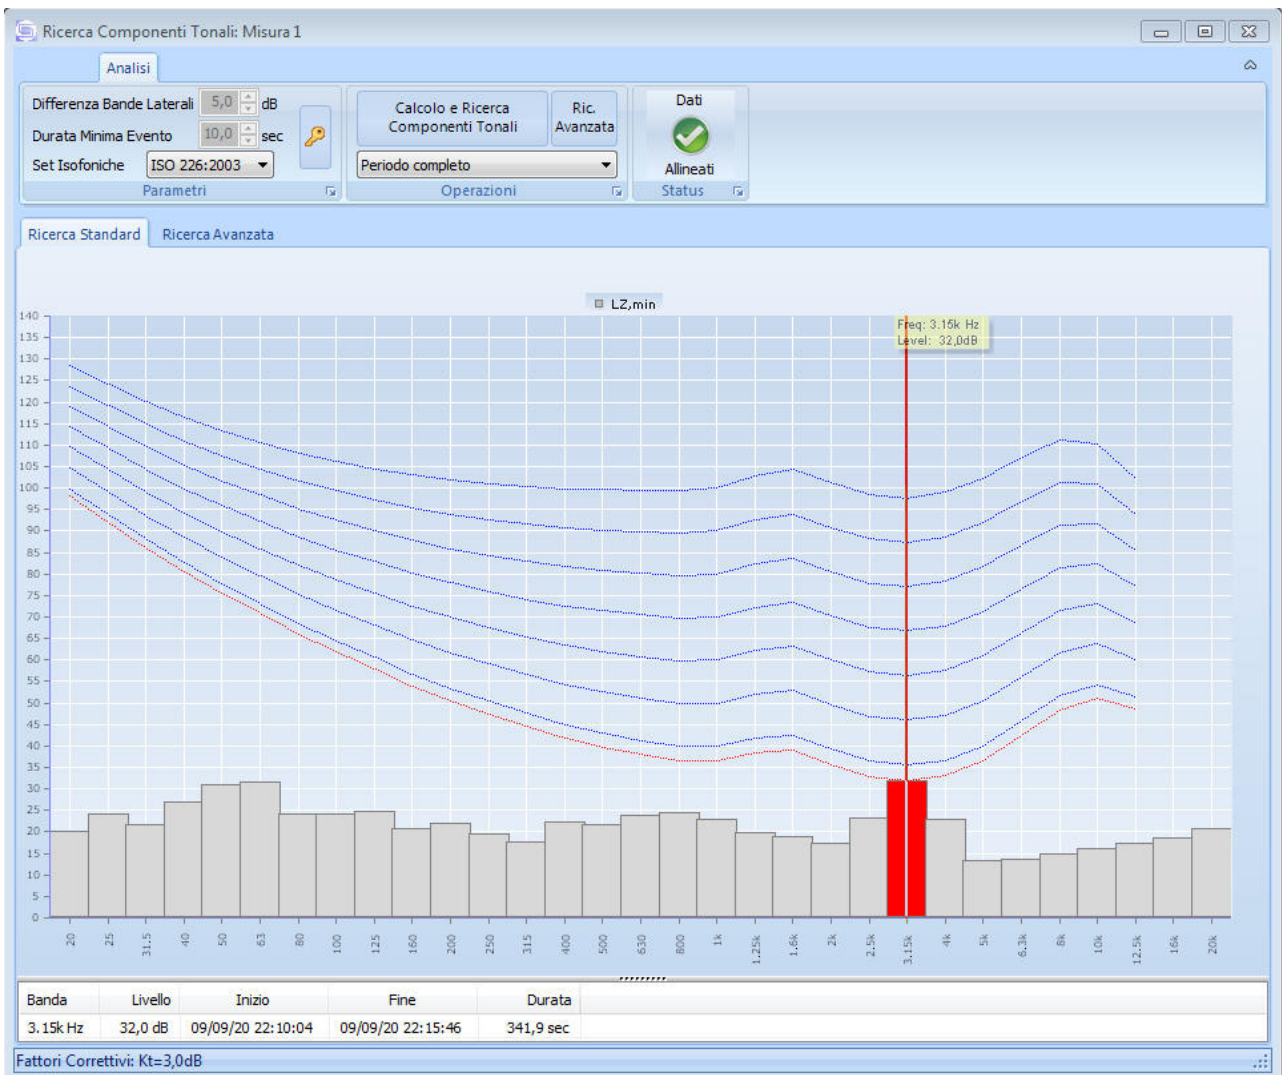 Ricerca Componenti Tonali: Misura 1
Analisi
Differenza Bande Laterali 5,0 dB
Durata Minima Evento 10,0 sec
Set Isofoniche ISO 226:2003
Parametri
Calcolo e Ricerca
Componenti Tonali
Ric.
Avanzata
Periodo completo
Operazioni
Dati
Allineati
Status
Ricerca Standard Ricerca Avanzata
LZ,min
Freq: 3.15k Hz
Level: 32,0dB
140
135
130
125
120
115
110
105
100
95
90
85
80
75
70
65
60
55
50
45
40
35
30
25
20
15
10
5
0
20 25 31.5 40 50 63 80 100 125 160 200 250 315 400 500 630 800 1k 1.25k 1.6k 2k 2.5k 3.15k 4k 5k 6.3k 8k 10k 12.5k 16k 20k
Banda Livello Inizio Fine Durata
3.15k Hz 32,0 dB 09/09/20 22:10:04 09/09/20 22:15:46 341,9 sec
Fattori Correttivi: Kt=3,0dB